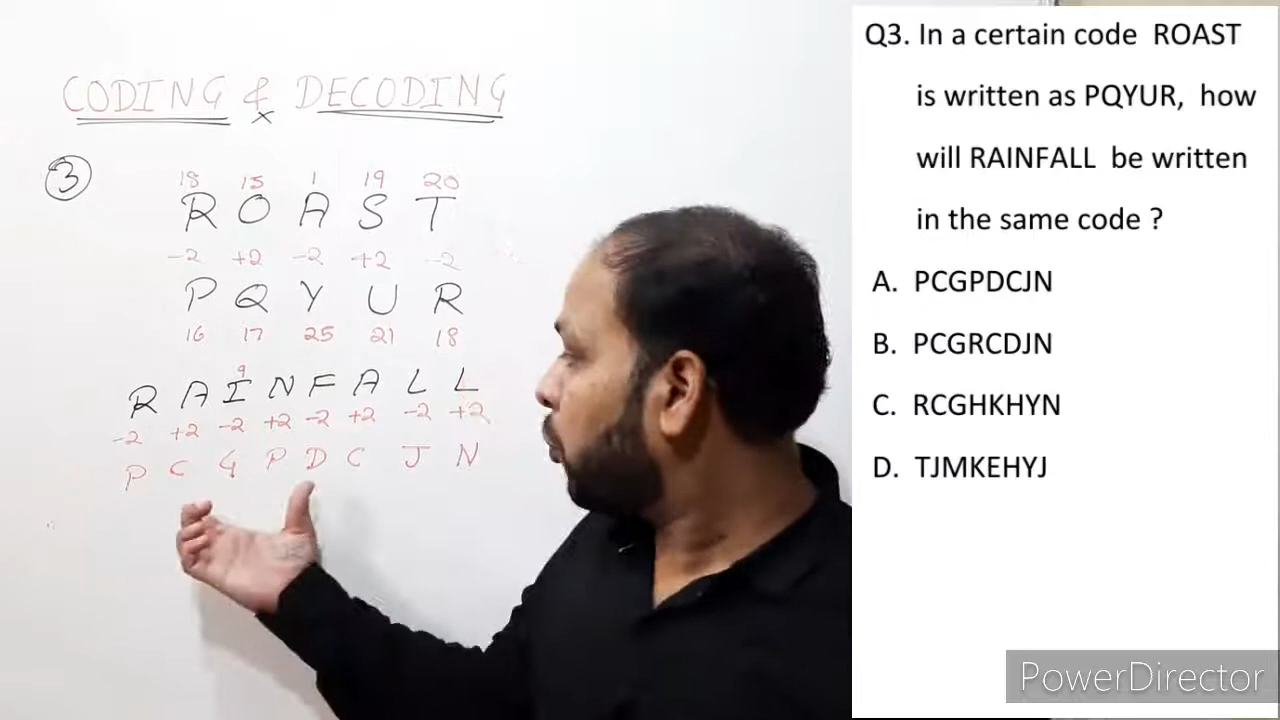 CODING & DECODING
3
18 15 1 19 20
R O A S T
-2 +2 -2 +2 -2
P Q Y U R
16 17 25 21 18
9
R A I N F A L L
-2 +2 -2 +2 -2 +2 -2 +2
P C G P D C J N
Q3. In a certain code ROAST
is written as PQYUR, how
will RAINFALL be written
in the same code ?
A. PCGPDCJN
B. PCGRCDJN
C. RCGHKHYN
D. TJMKEHYJ
PowerDirector